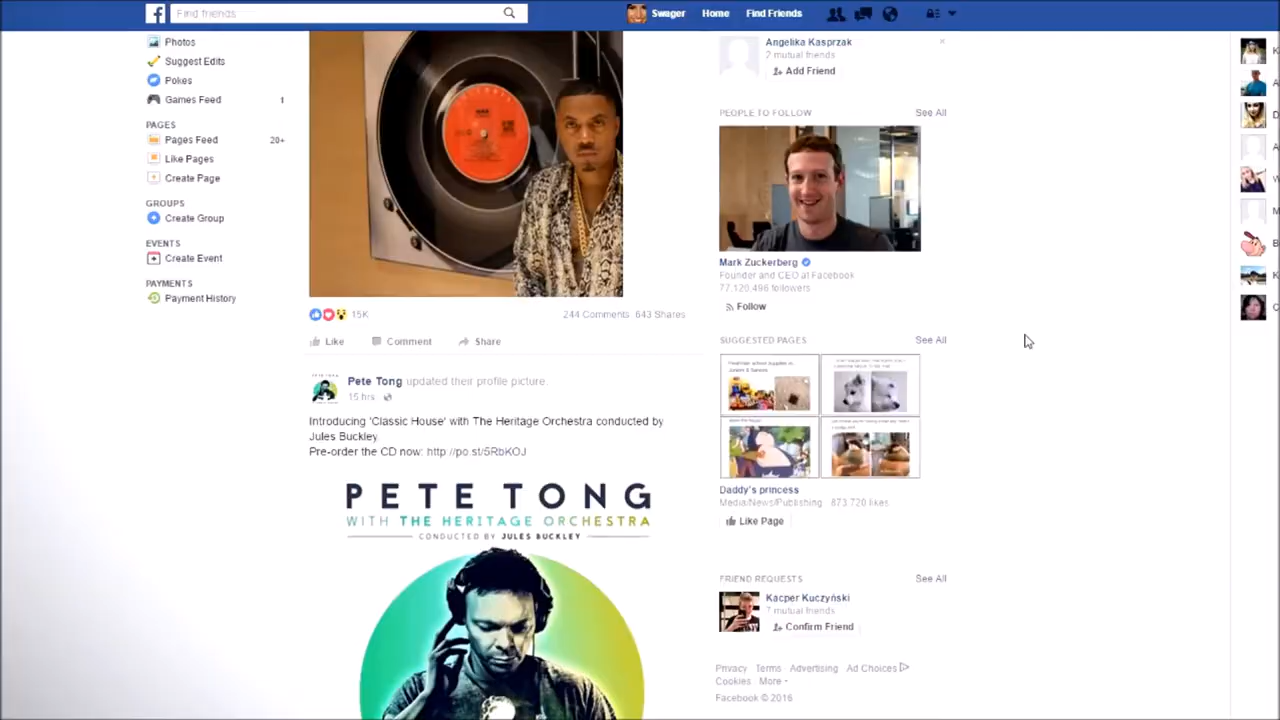 Find friends
Swager
Home
Find Friends
Photos
Suggest Edits
Pokes
Games Feed 1
PAGES
Pages Feed 20+
Like Pages
Create Page
GROUPS
Create Group
EVENTS
Create Event
PAYMENTS
Payment History
15K
244 Comments 643 Shares
Like Comment Share
Pete Tong updated their profile picture.
15 hrs
Introducing 'Classic House' with The Heritage Orchestra conducted by
Jules Buckley.
Pre-order the CD now: http://po.st/5RbKOJ
PETE TONG
WITH THE HERITAGE ORCHESTRA
CONDUCTED BY JULES BUCKLEY
Angelika Kasprzak
2 mutual friends
Add Friend
PEOPLE TO FOLLOW See All
Mark Zuckerberg
Founder and CEO at Facebook
77,120,496 followers
Follow
SUGGESTED PAGES See All
Daddy's princess
Media/News/Publishing 873,720 likes
Like Page
FRIEND REQUESTS See All
Kacper Kuczyński
7 mutual friends
Confirm Friend
Privacy Terms Advertising Ad Choices
Cookies More
Facebook © 2016